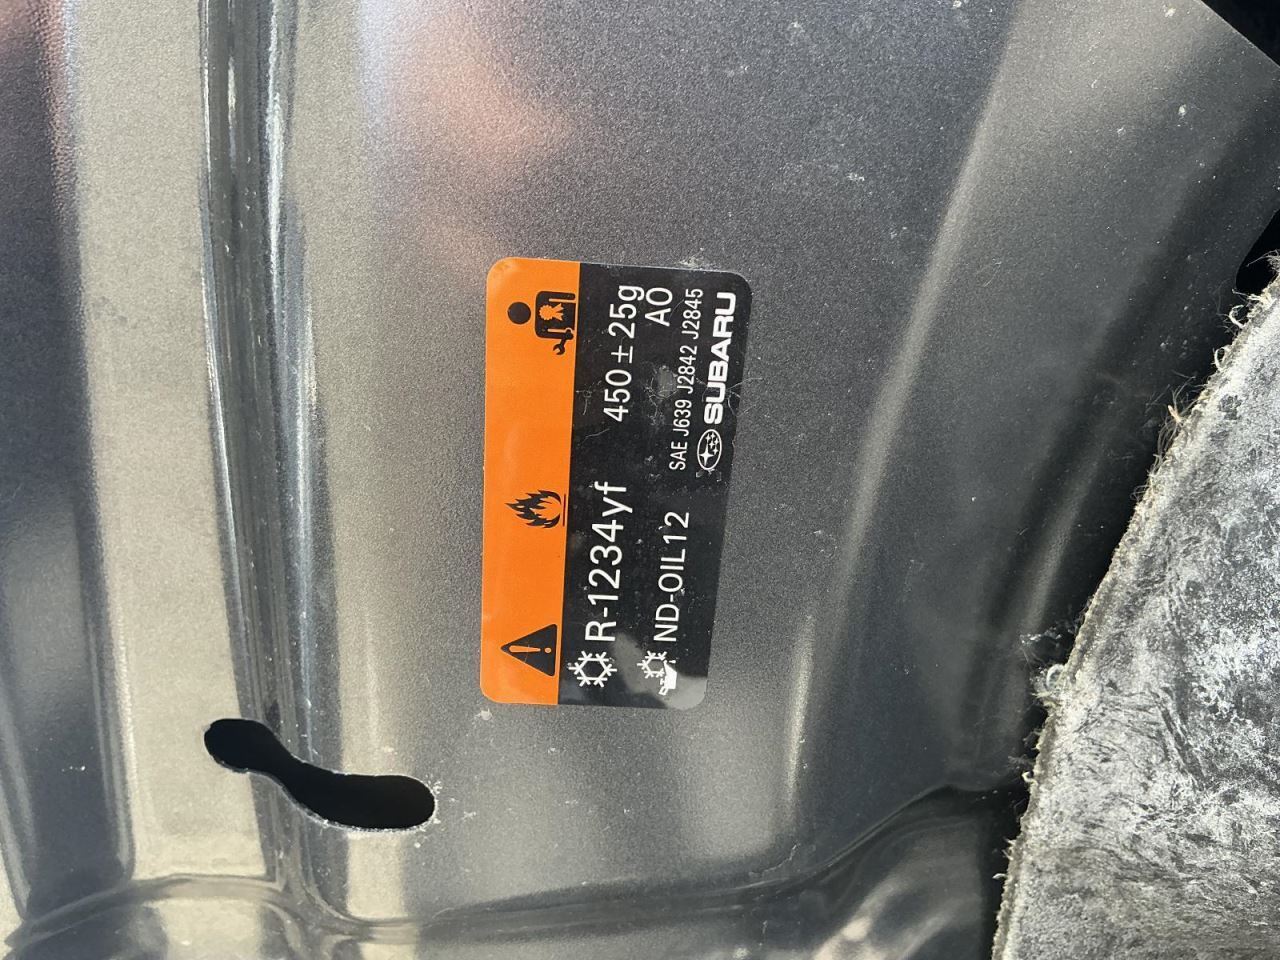 R-1234yf 450±25g
ND-OIL12 AO
SAE J639 J2842 J2845
SUBARU